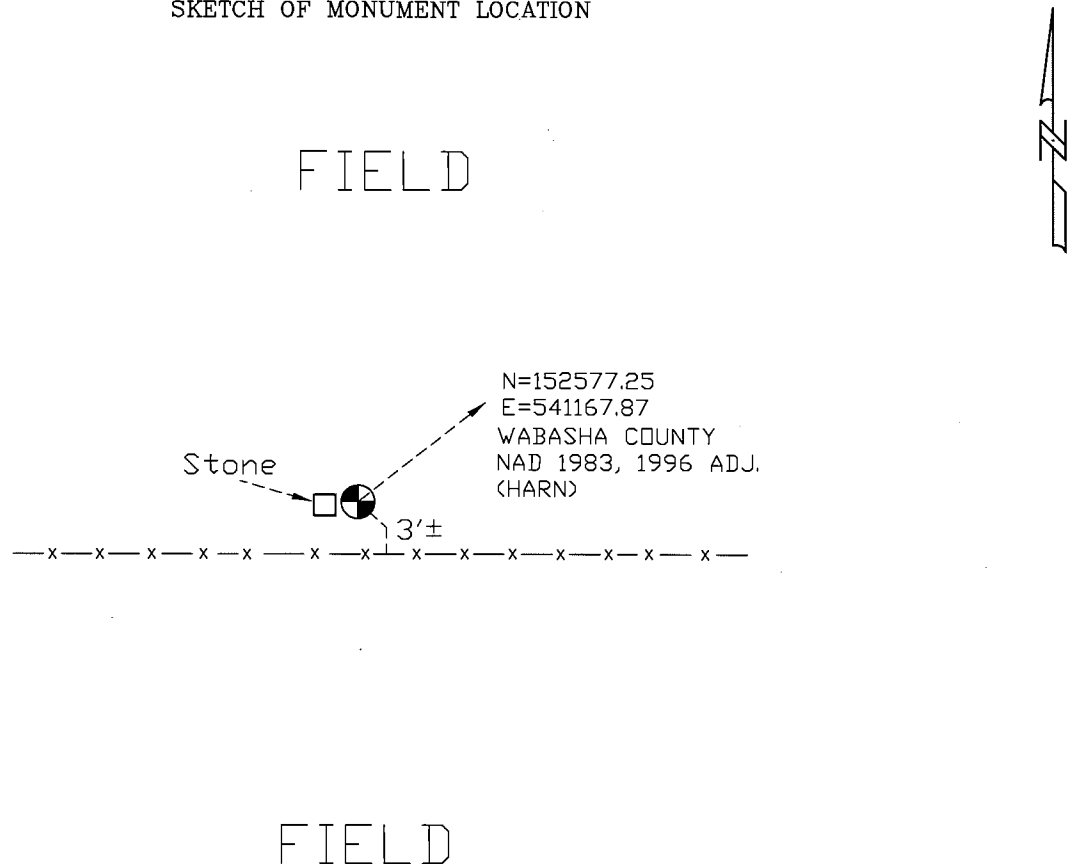 SKETCH OF MONUMENT LOCATION
N
FIELD
N=152577.25
E=541167.87
WABASHA COUNTY
NAD 1983, 1996 ADJ.
(HARN)
Stone
3'±
x x x x x x x x x x x x x x
FIELD